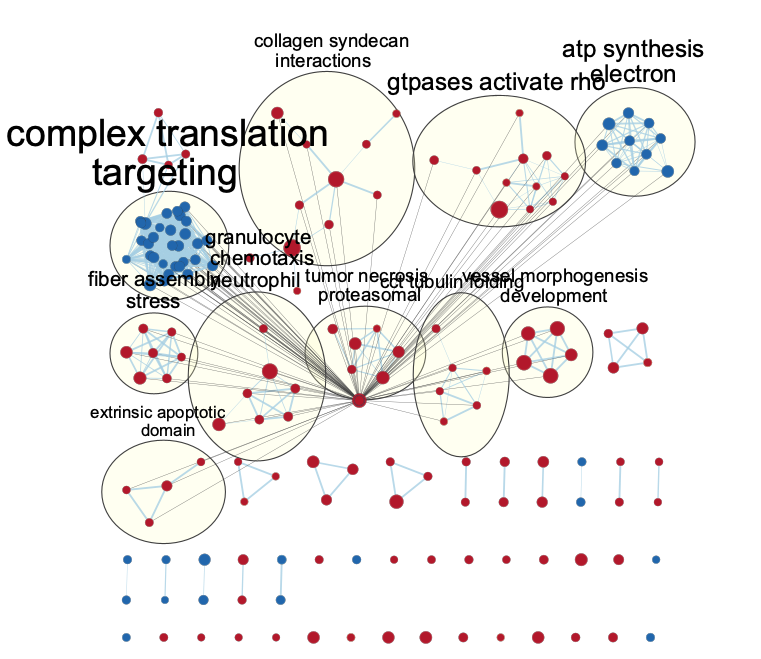 collagen syndecan
interactions
gtpases activate rho
atp synthesis
electron
complex translation
targeting
granulocyte
chemotaxis
neutrophil
fiber assembly
stress
tumor necrosis
proteasomal
cct tubulin folding
vessel morphogenesis
development
extrinsic apoptotic
domain